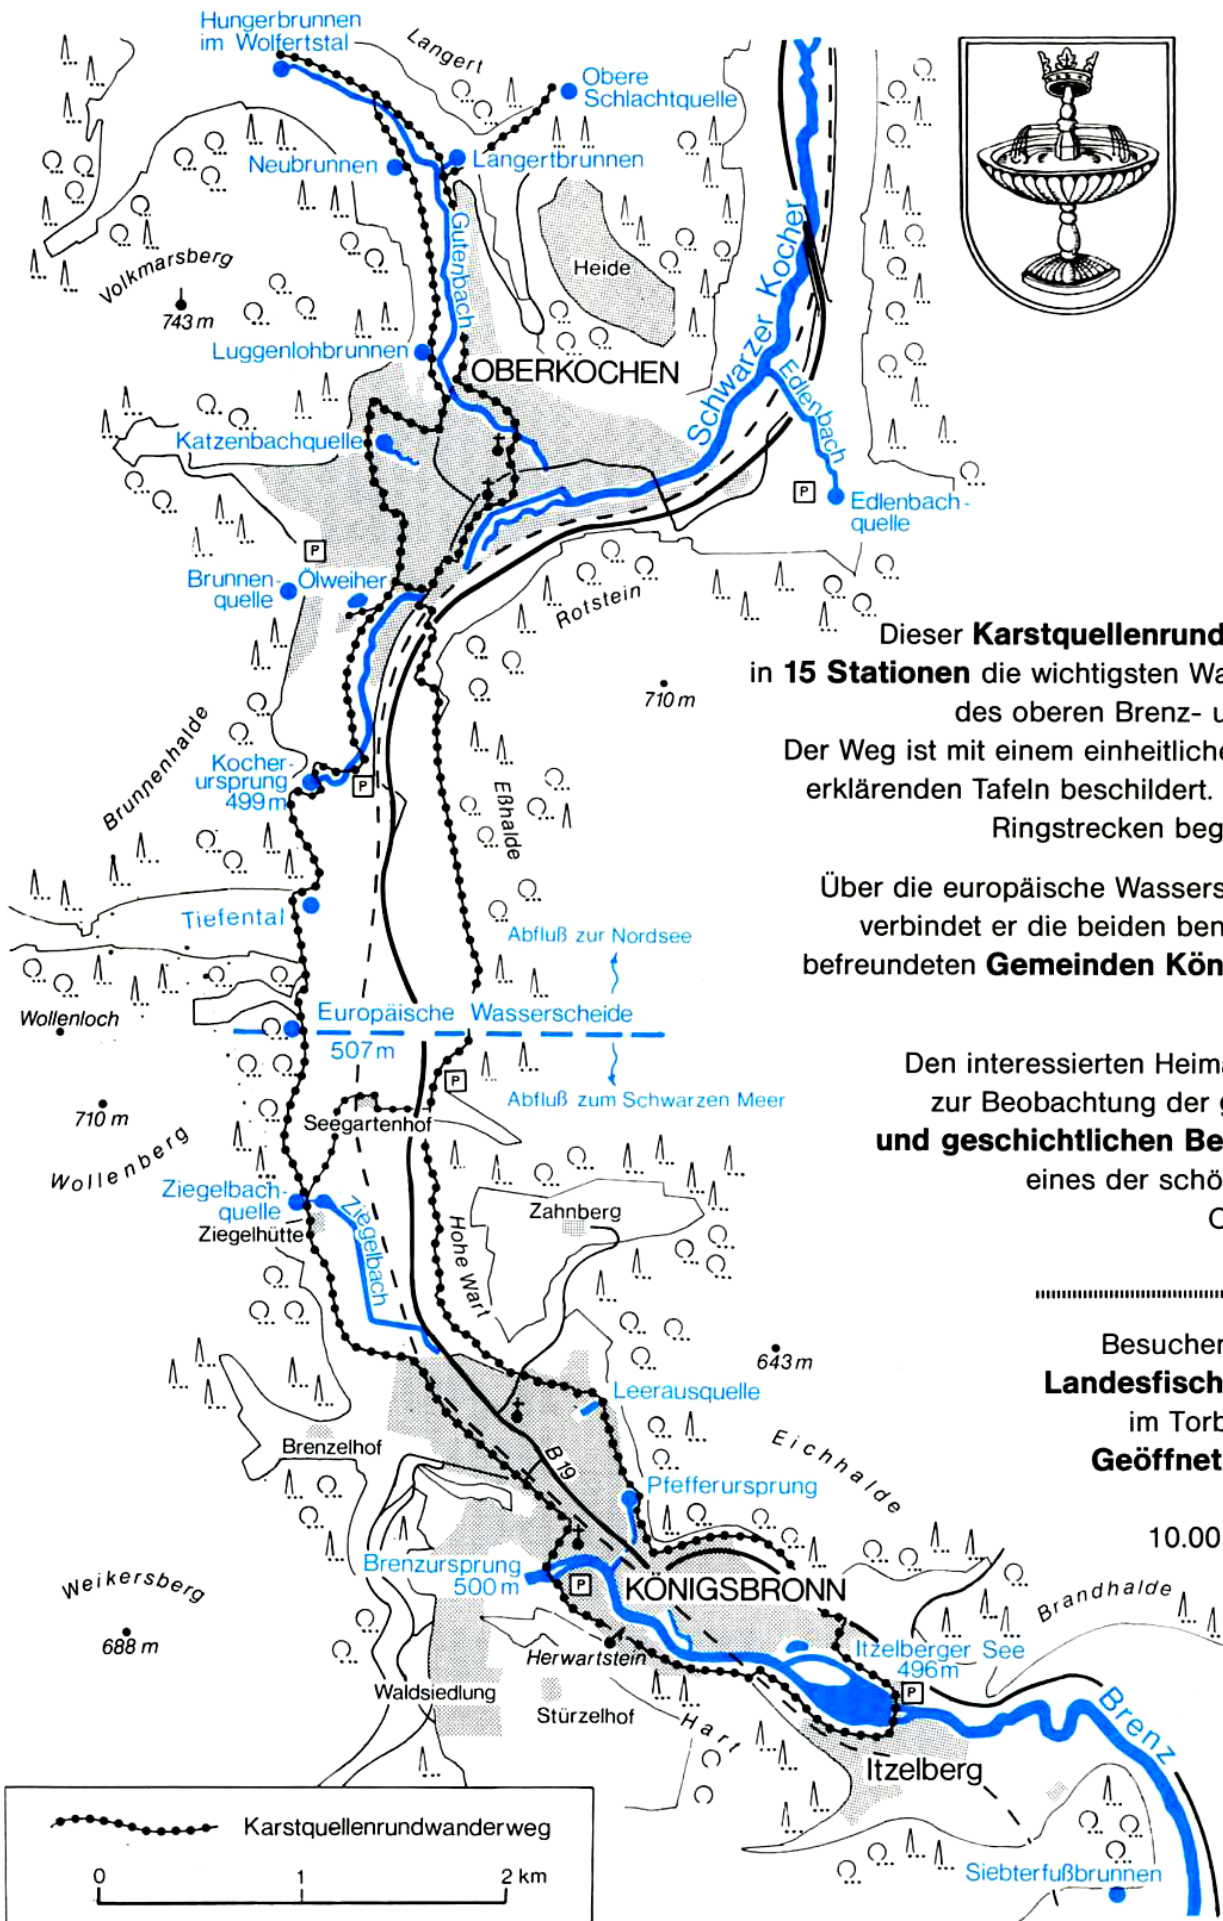 Hungerbrunnen
im Wolfertstal
Langert
Obere
Schlachtquelle
Neubrunnen
Langertbrunnen
Gutenbach
Heide
Volkmarsberg
743 m
Schwarzer Kocher
Luggenlohbrunnen
OBERKOCHEN
Edlenbach
Katzenbachquelle
P
Edlenbach-
quelle
P
Brunnen-
quelle
Ölweiher
Rotstein
Dieser Karstquellenrund
in 15 Stationen die wichtigsten Wa
des oberen Brenz- u
Der Weg ist mit einem einheitliche
erklärenden Tafeln beschildert.
Ringstrecken beg
710 m
Brunnenhalde
Kocher-
ursprung
499 m
P
Eßhalde
Über die europäische Wassers
verbindet er die beiden ben
befreundeten Gemeinden Kön
Tiefental
Abfluß zur Nordsee
Wollenloch
Europäische Wasserscheide
507 m
P
Abfluß zum Schwarzen Meer
Den interessierten Heima
zur Beobachtung der g
und geschichtlichen Be
eines der schö
O
710 m
Wollenberg
Seegartenhof
Ziegelbach-
quelle
Ziegelhütte
Ziegelbach
Hohe Wart
Zahnberg
643 m
Besucher
Landesfisch
im Torb
Geöffnet
10.00
Leerausquelle
Brenzelhof
B 19
Eichhalde
Pfefferursprung
Brenzursprung
500 m
P
KÖNIGSBRONN
Weikersberg
688 m
Brandhalde
Herwartstein
Itzelberger See
496 m
P
Waldsiedlung
Stürzelhof
Hart
Brenz
Itzelberg
Siebterfußbrunnen
Karstquellenrundwanderweg
0 1 2 km